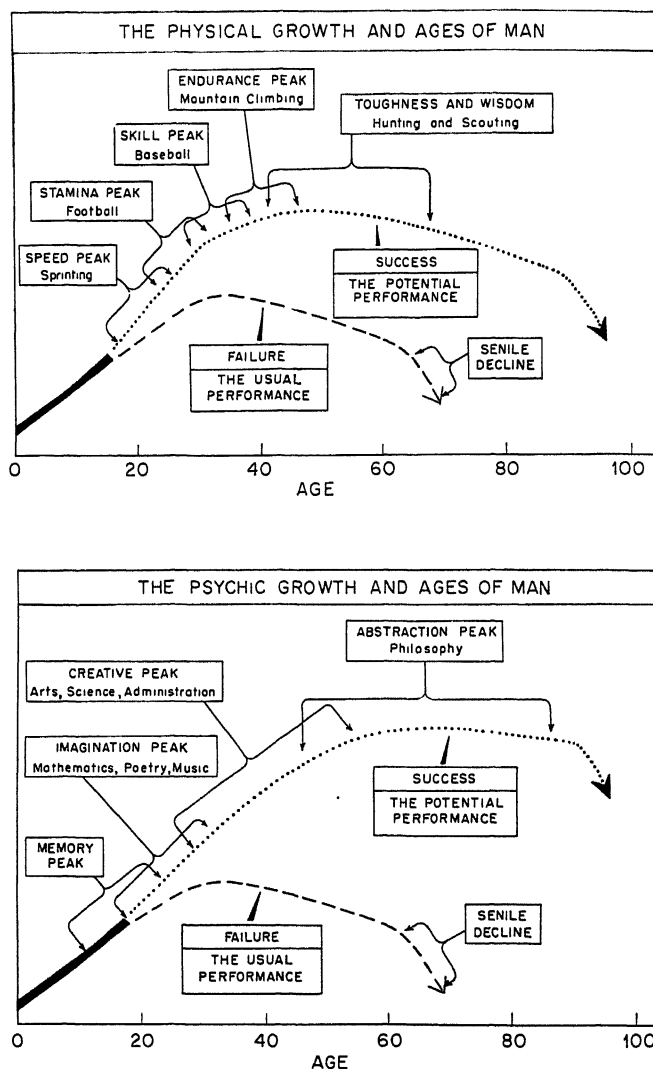 THE PHYSICAL GROWTH AND AGES OF MAN
ENDURANCE PEAK
Mountain Climbing
TOUGHNESS AND WISDOM
Hunting and Scouting
SKILL PEAK
Baseball
STAMINA PEAK
Football
SPEED PEAK
Sprinting
SUCCESS
THE POTENTIAL
PERFORMANCE
FAILURE
THE USUAL
PERFORMANCE
SENILE
DECLINE
0 20 40 60 80 100
AGE
THE PSYCHIC GROWTH AND AGES OF MAN
ABSTRACTION PEAK
Philosophy
CREATIVE PEAK
Arts, Science, Administration
IMAGINATION PEAK
Mathematics, Poetry, Music
SUCCESS
THE POTENTIAL
PERFORMANCE
MEMORY
PEAK
FAILURE
THE USUAL
PERFORMANCE
SENILE
DECLINE
0 20 40 60 80 100
AGE